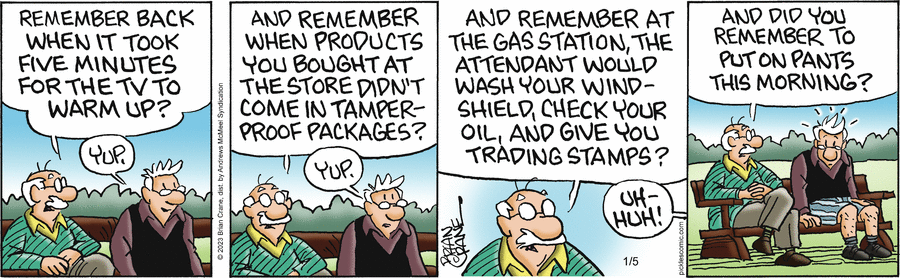 REMEMBER BACK
WHEN IT TOOK
FIVE MINUTES
FOR THE TV TO
WARM UP?
YUP.
© 2023 Brian Crane, dist. by Andrews McMeel Syndication
AND REMEMBER
WHEN PRODUCTS
YOU BOUGHT AT
THE STORE DIDN'T
COME IN TAMPER-
PROOF PACKAGES?
YUP.
AND REMEMBER AT
THE GAS STATION, THE
ATTENDANT WOULD
WASH YOUR WIND-
SHIELD, CHECK YOUR
OIL, AND GIVE YOU
TRADING STAMPS?
UH-
HUH!
BRIAN
CRANE
1/5
picklescomic.com
AND DID YOU
REMEMBER TO
PUT ON PANTS
THIS MORNING?